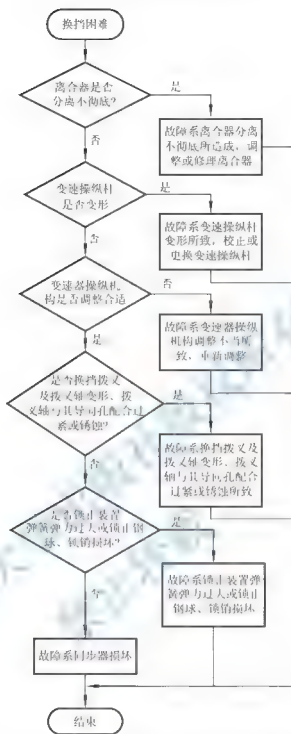 换挡困难
离合器是否
分离不彻底?
是
否
故障系离合器分离
不彻底所造成，调
整或修理离合器
变速操纵杆
是否变形
是
否
故障系变速操纵杆
变形所致，校正或
更换变速操纵杆
变速器操纵机
构是否调整合适
否
是
故障系变速器操纵
机构调整不当所
致，重新调整
是否换挡拨叉
及拨叉轴变形、拨
叉轴与其导向孔配合过
紧或锈蚀?
是
否
故障系换挡拨叉及
拨叉轴变形、拨叉
轴与其导向孔配合
过紧或锈蚀所致
是否锁止装置
弹簧弹力过大或锁止钢
球、锁销损坏?
是
否
故障系锁止装置弹
簧弹力过大或锁止钢
球、锁销损坏
故障系同步器损坏
结束